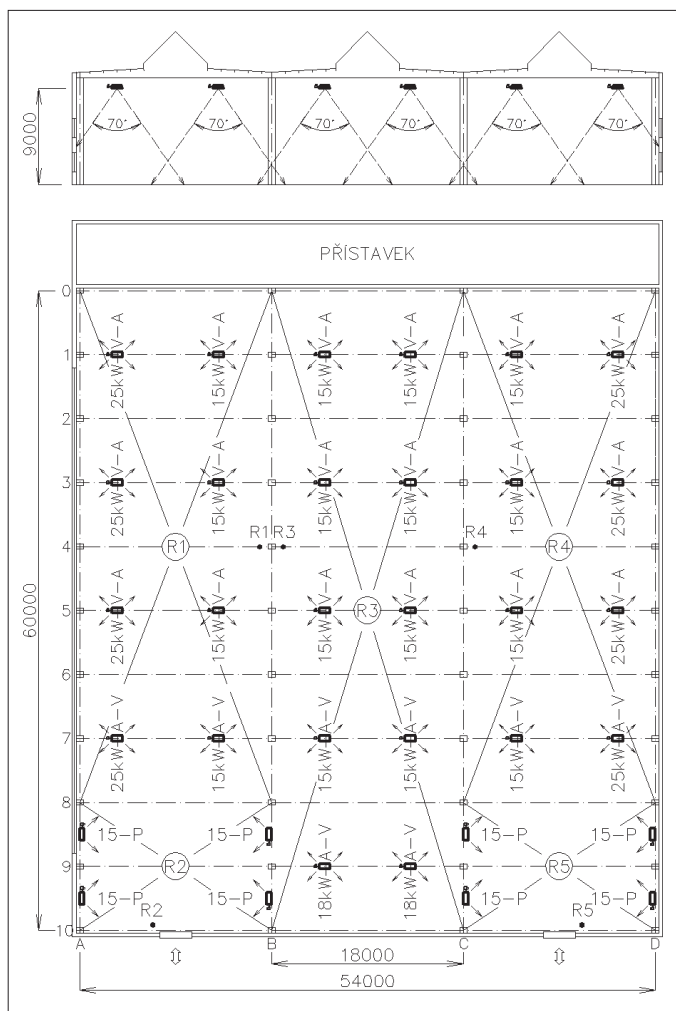 9000
70° 70° 70° 70° 70° 70°
PŘÍSTAVEK
0
1
25kW-V-A 15kW-V-A 15kW-V-A 15kW-V-A 15kW-V-A 25kW-V-A
2
3
25kW-V-A 15kW-V-A 15kW-V-A 15kW-V-A 15kW-V-A 25kW-V-A
R1 R3 R4
4 R1 R4
60000
5 R3
25kW-V-A 15kW-V-A 15kW-V-A 15kW-V-A 15kW-V-A 25kW-V-A
6
7
25kW-A-V 15kW-A-V 15kW-A-V 15kW-A-V 15kW-A-V 25kW-A-V
8
15-P 15-P 15-P 15-P
9 R2 R5
18kW-A-V 18kW-A-V
15-P 15-P 15-P 15-P
R2 R5
10
A B C D
18000
54000